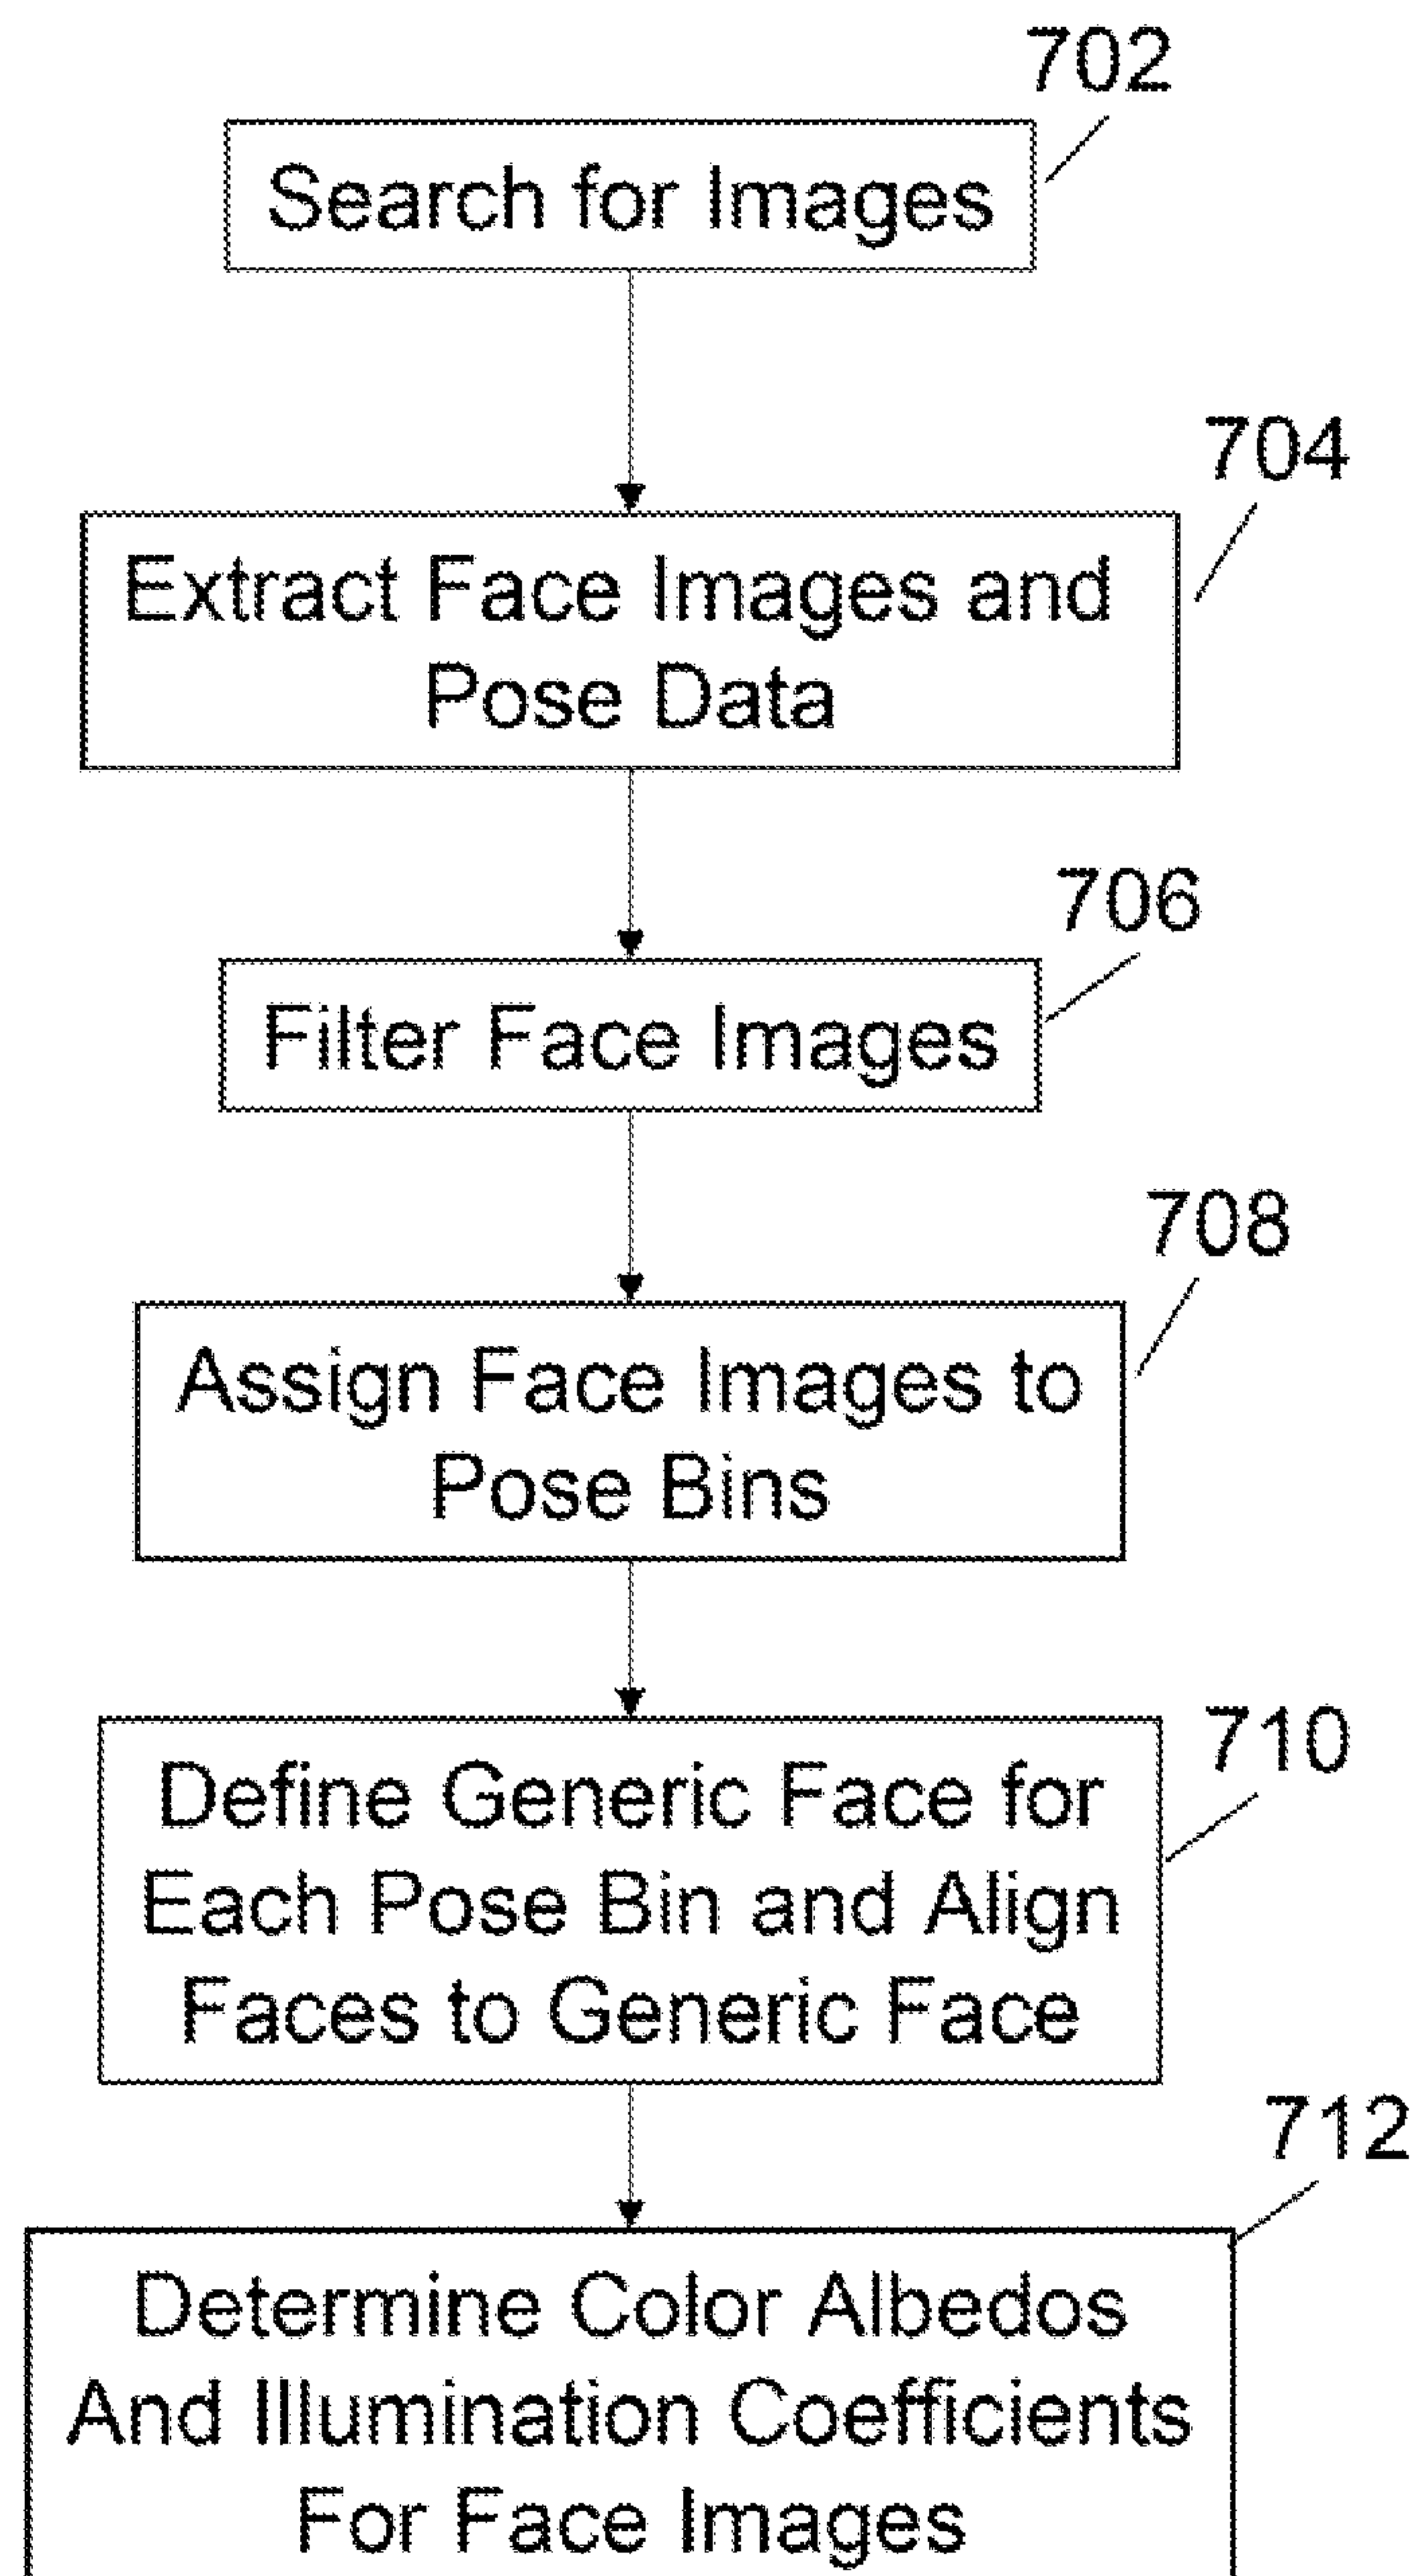 702
Search for Images
704
Extract Face Images and
Pose Data
706
Filter Face Images
708
Assign Face Images to
Pose Bins
710
Define Generic Face for
Each Pose Bin and Align
Faces to Generic Face
712
Determine Color Albedos
And Illumination Coefficients
For Face Images